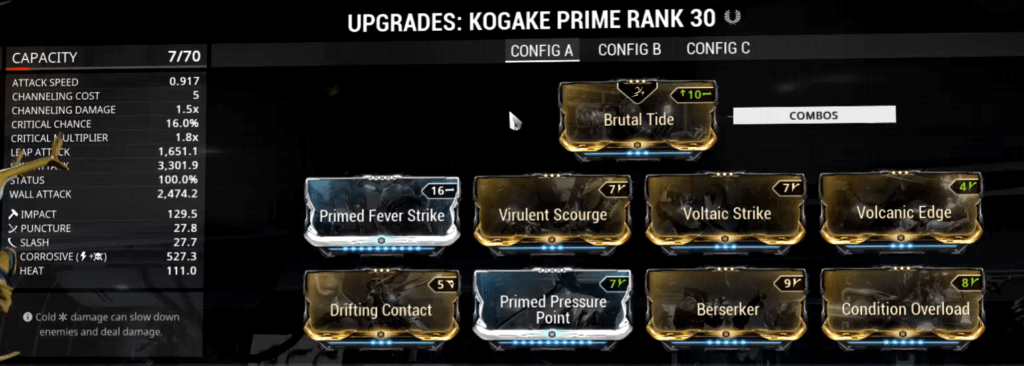 UPGRADES: KOGAKE PRIME RANK 30
CONFIG A CONFIG B CONFIG C
CAPACITY 7/70
ATTACK SPEED 0.917
CHANNELING COST 5
CHANNELING DAMAGE 1.5x
CRITICAL CHANCE 16.0%
CRITICAL MULTIPLIER 1.8x
LEAP ATTACK 1,651.1
3,301.9
STATUS 100.0%
WALL ATTACK 2,474.2
IMPACT 129.5
PUNCTURE 27.8
SLASH 27.7
CORROSIVE ( + ) 527.3
HEAT 111.0
Cold damage can slow down
enemies and deal damage.
10
Brutal Tide
COMBOS
16
Primed Fever Strike
7
Virulent Scourge
7
Voltaic Strike
4
Volcanic Edge
5
Drifting Contact
7
Primed Pressure
Point
9
Berserker
8
Condition Overload